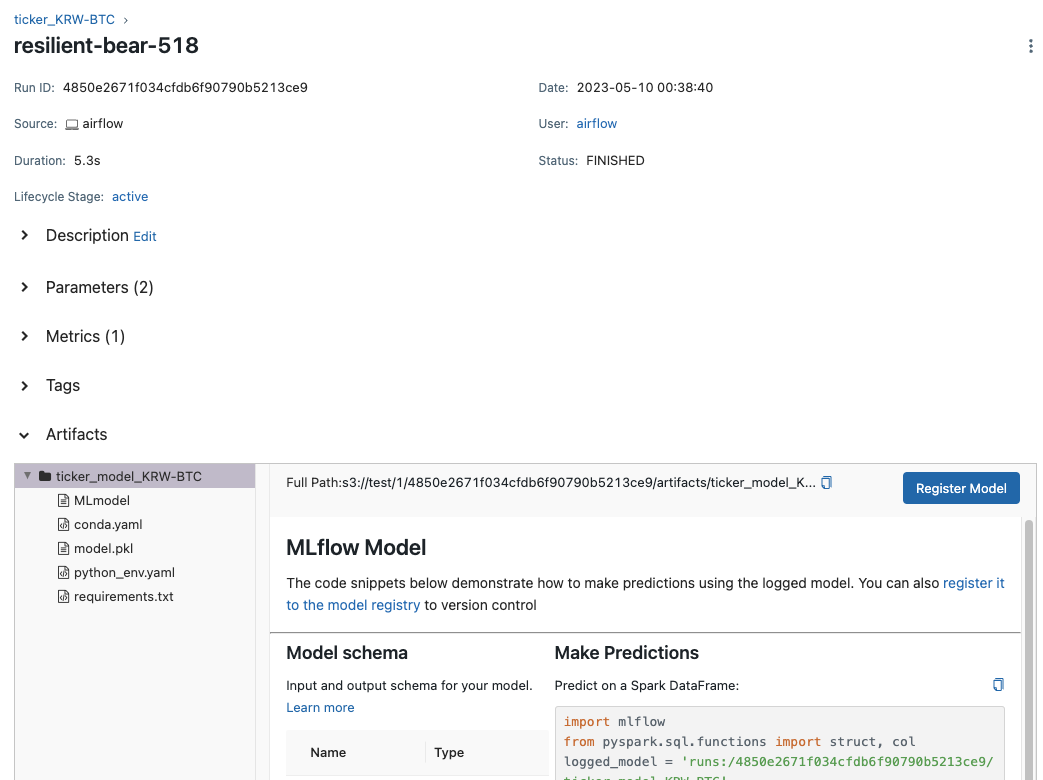 ticker_KRW-BTC ›
resilient-bear-518
Run ID: 4850e2671f034cfdb6f90790b5213ce9
Date: 2023-05-10 00:38:40
Source: airflow
User: airflow
Duration: 5.3s
Status: FINISHED
Lifecycle Stage: active
Description Edit
Parameters (2)
Metrics (1)
Tags
Artifacts
ticker_model_KRW-BTC
MLmodel
conda.yaml
model.pkl
python_env.yaml
requirements.txt
Full Path:s3://test/1/4850e2671f034cfdb6f90790b5213ce9/artifacts/ticker_model_K...
Register Model
MLflow Model
The code snippets below demonstrate how to make predictions using the logged model. You can also register it
to the model registry to version control
Model schema
Input and output schema for your model.
Learn more
Name Type
Make Predictions
Predict on a Spark DataFrame:
import mlflow
from pyspark.sql.functions import struct, col
logged_model = 'runs:/4850e2671f034cfdb6f90790b5213ce9/
ticker_model_KRW-BTC'